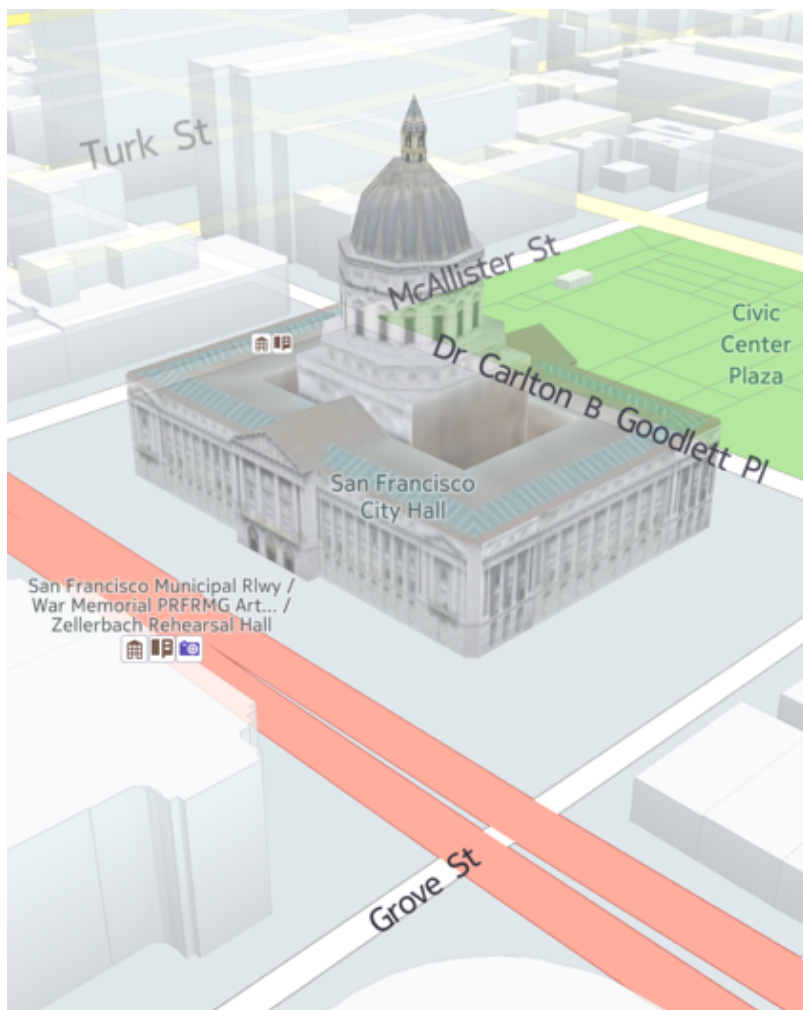 Turk St
McAllister St
Civic
Center
Plaza
Dr Carlton B Goodlett Pl
San Francisco
City Hall
San Francisco Municipal Rlwy /
War Memorial PRFRMG Art... /
Zellerbach Rehearsal Hall
Grove St